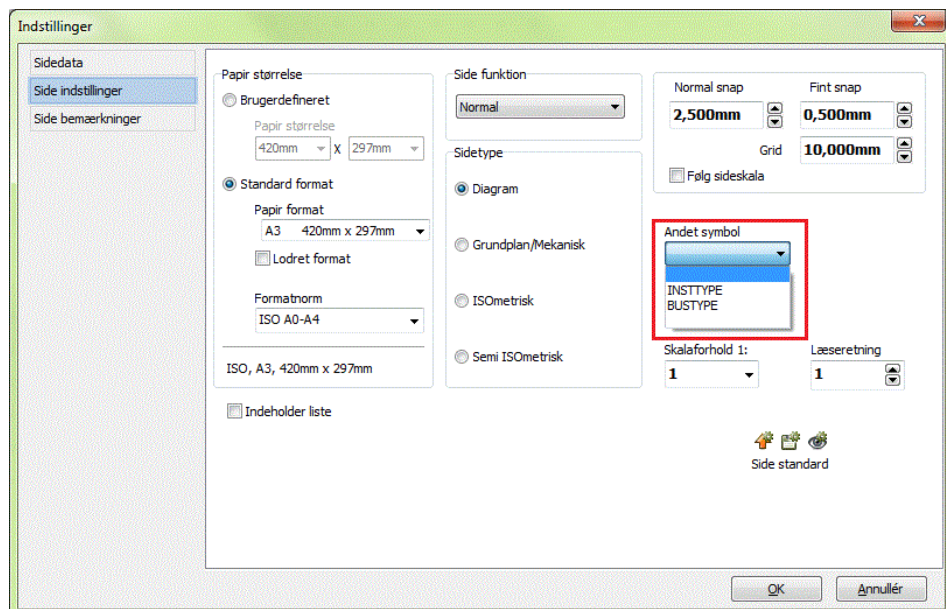 Indstillinger
Sidedata
Side indstillinger
Side bemærkninger
Papir størrelse
Brugerdefineret
Papir størrelse
420mm X 297mm
Standard format
Papir format
A3 420mm x 297mm
Lodret format
Formatnorm
ISO A0-A4
ISO, A3, 420mm x 297mm
Indeholder liste
Side funktion
Normal
Sidetype
Diagram
Grundplan/Mekanisk
ISOmetrisk
Semi ISOmetrisk
Normal snap Fint snap
2,500mm 0,500mm
Grid 10,000mm
Følg sideskala
Andet symbol
INSTTYPE
BUSTYPE
Skalaforhold 1: Læseretning
1 1
Side standard
OK Annullér